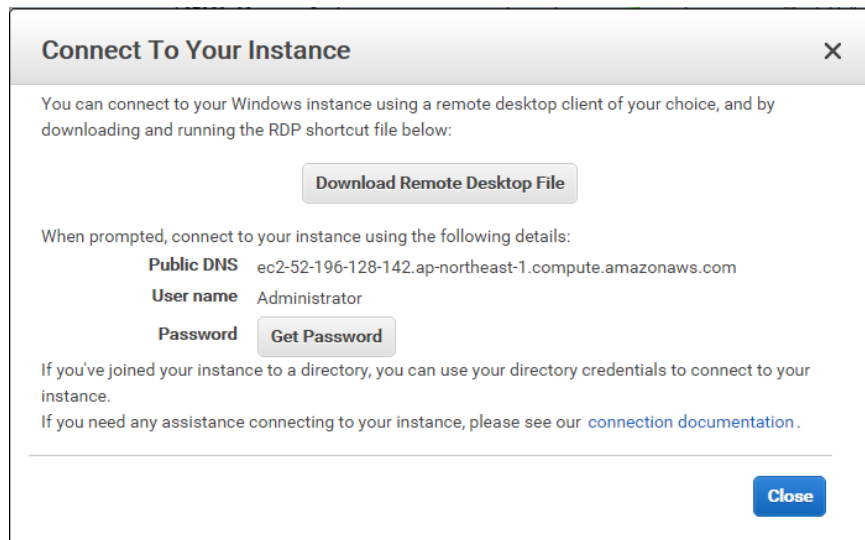 Connect To Your Instance
You can connect to your Windows instance using a remote desktop client of your choice, and by
downloading and running the RDP shortcut file below:
Download Remote Desktop File
When prompted, connect to your instance using the following details:
Public DNS ec2-52-196-128-142.ap-northeast-1.compute.amazonaws.com
User name Administrator
Password Get Password
If you've joined your instance to a directory, you can use your directory credentials to connect to your
instance.
If you need any assistance connecting to your instance, please see our connection documentation.
Close